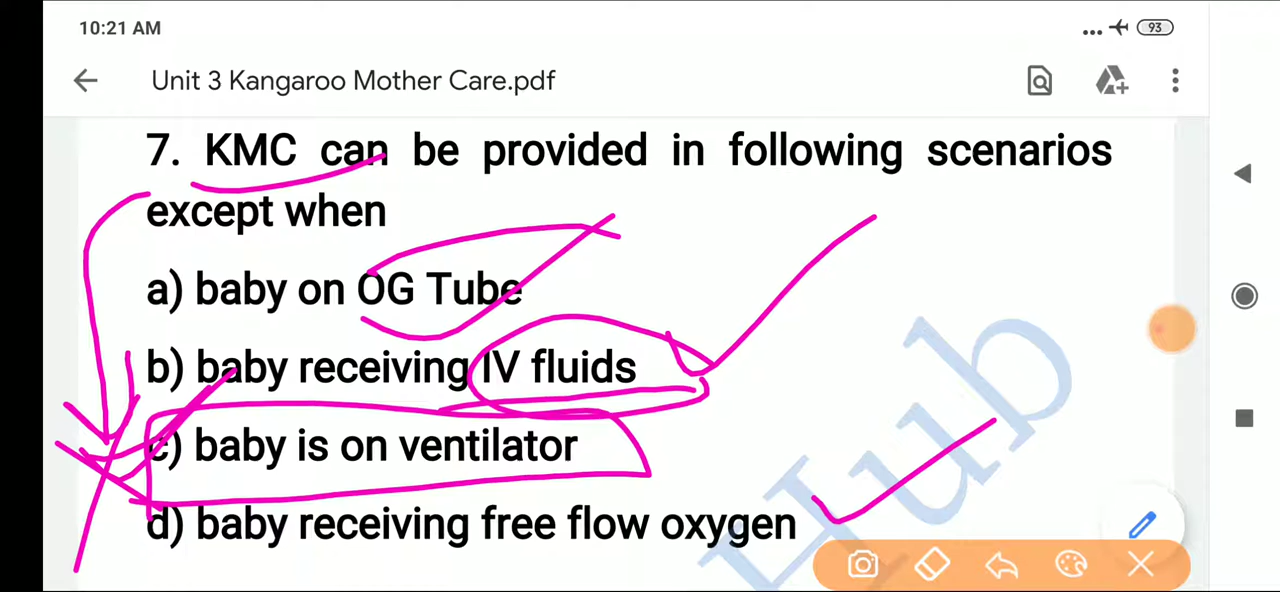 10:21 AM
93
Unit 3 Kangaroo Mother Care.pdf
7. KMC can be provided in following scenarios
except when
a) baby on OG Tube
b) baby receiving IV fluids
c) baby is on ventilator
d) baby receiving free flow oxygen
Hub